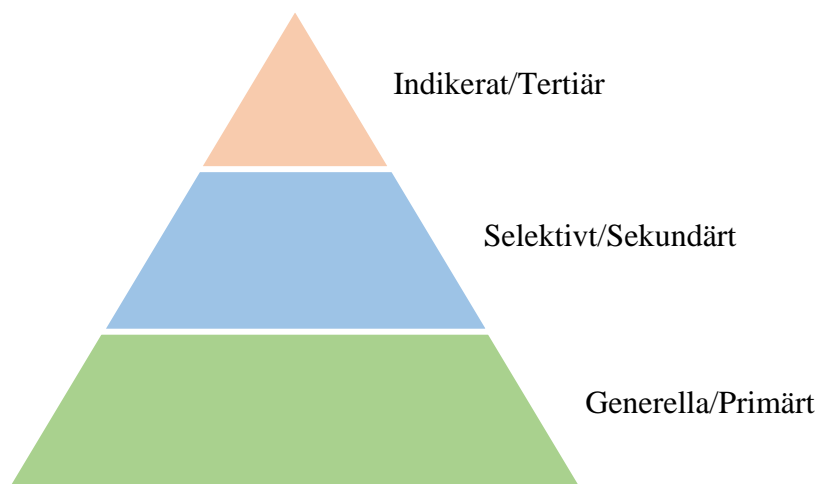 Indikerat/Tertiär
Selektivt/Sekundärt
Generella/Primärt